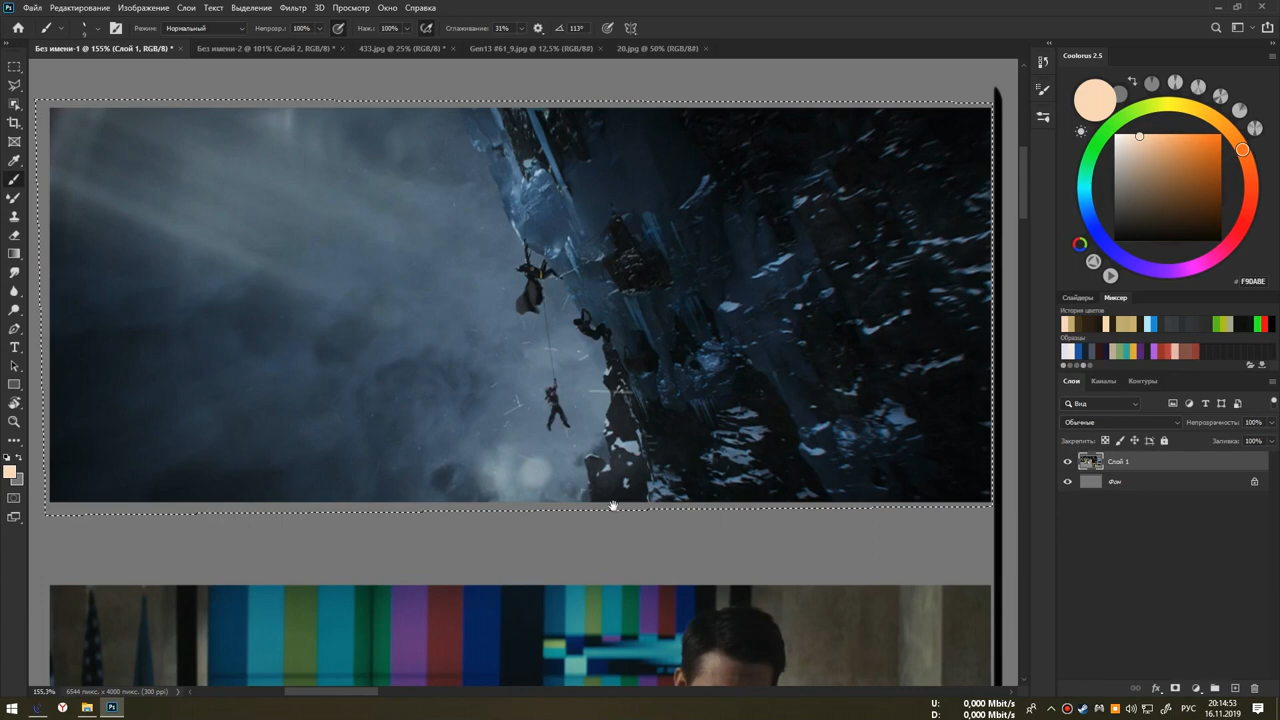 Ps Файл Редактирование Изображение Слои Текст Выделение Фильтр 3D Просмотр Окно Справка
Режим: Нормальный Непрозр.: 100% Наж.: 100% Сглаживание: 31% 113°
Без имени-1 @ 155% (Слой 1, RGB/8) * × Без имени-2 @ 101% (Слой 2, RGB/8) * × 433.jpg @ 25% (RGB/8*) × Gen13 #61_9.jpg @ 12,5% (RGB/8#) × 20.jpg @ 50% (RGB/8#) ×
Coolorus 2.5
# F9DABE
Слайдеры Миксер
История цветов
Образцы
Слои Каналы Контуры
Вид
Обычные Непрозрачность: 100%
Закрепить: Заливка: 100%
Слой 1
Фон
155,3% 6544 пикс. x 4000 пикс. (300 ppi)
U: 0,000 Mbit/s
D: 0,000 Mbit/s
РУС
20:14:53
16.11.2019